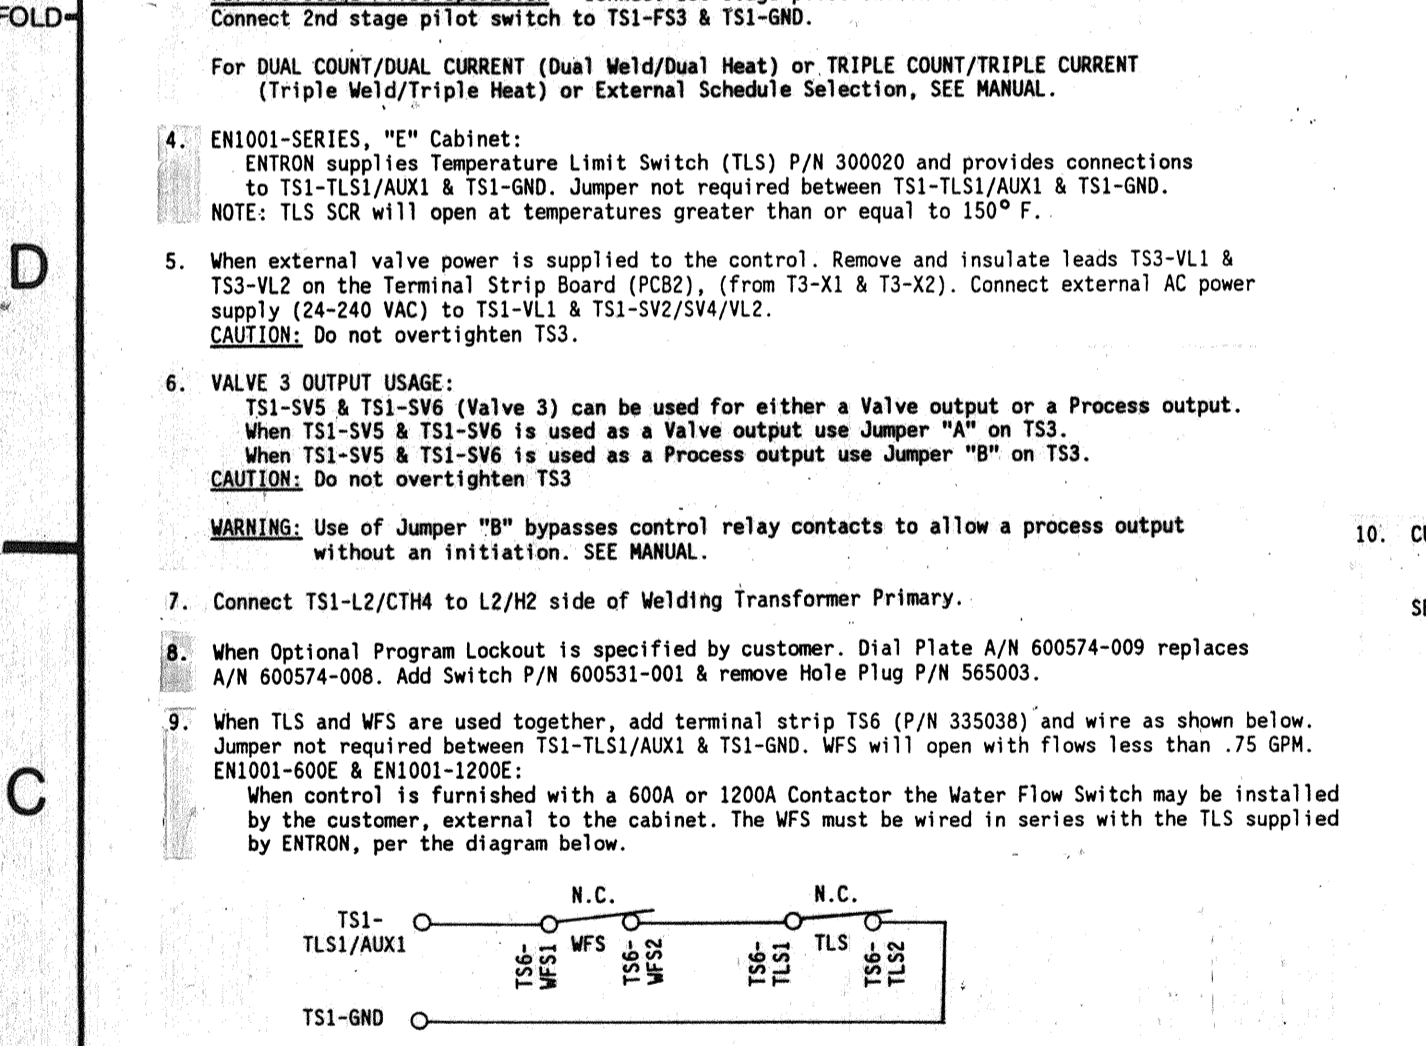 FOLD
Connect 2nd stage pilot switch to TS1-FS3 & TS1-GND.
For DUAL COUNT/DUAL CURRENT (Dual Weld/Dual Heat) or TRIPLE COUNT/TRIPLE CURRENT
(Triple Weld/Triple Heat) or External Schedule Selection, SEE MANUAL.
4. EN1001-SERIES, "E" Cabinet:
ENTRON supplies Temperature Limit Switch (TLS) P/N 300020 and provides connections
to TS1-TLS1/AUX1 & TS1-GND. Jumper not required between TS1-TLS1/AUX1 & TS1-GND.
NOTE: TLS SCR will open at temperatures greater than or equal to 150° F.
D
5. When external valve power is supplied to the control. Remove and insulate leads TS3-VL1 &
TS3-VL2 on the Terminal Strip Board (PCB2), (from T3-X1 & T3-X2). Connect external AC power
supply (24-240 VAC) to TS1-VL1 & TS1-SV2/SV4/VL2.
CAUTION: Do not overtighten TS3.
6. VALVE 3 OUTPUT USAGE:
TS1-SV5 & TS1-SV6 (Valve 3) can be used for either a Valve output or a Process output.
When TS1-SV5 & TS1-SV6 is used as a Valve output use Jumper "A" on TS3.
When TS1-SV5 & TS1-SV6 is used as a Process output use Jumper "B" on TS3.
CAUTION: Do not overtighten TS3
WARNING: Use of Jumper "B" bypasses control relay contacts to allow a process output
without an initiation. SEE MANUAL.
10.
7. Connect TS1-L2/CTH4 to L2/H2 side of Welding Transformer Primary.
8. When Optional Program Lockout is specified by customer. Dial Plate A/N 600574-009 replaces
A/N 600574-008. Add Switch P/N 600531-001 & remove Hole Plug P/N 565003.
C
9. When TLS and WFS are used together, add terminal strip TS6 (P/N 335038) and wire as shown below.
Jumper not required between TS1-TLS1/AUX1 & TS1-GND. WFS will open with flows less than .75 GPM.
EN1001-600E & EN1001-1200E:
When control is furnished with a 600A or 1200A Contactor the Water Flow Switch may be installed
by the customer, external to the cabinet. The WFS must be wired in series with the TLS supplied
by ENTRON, per the diagram below.
N.C. N.C.
TS1-
TLS1/AUX1
TS6-
WFS1
WFS
TS6-
WFS2
TS6-
TLS1
TLS
TS6-
TLS2
TS1-GND